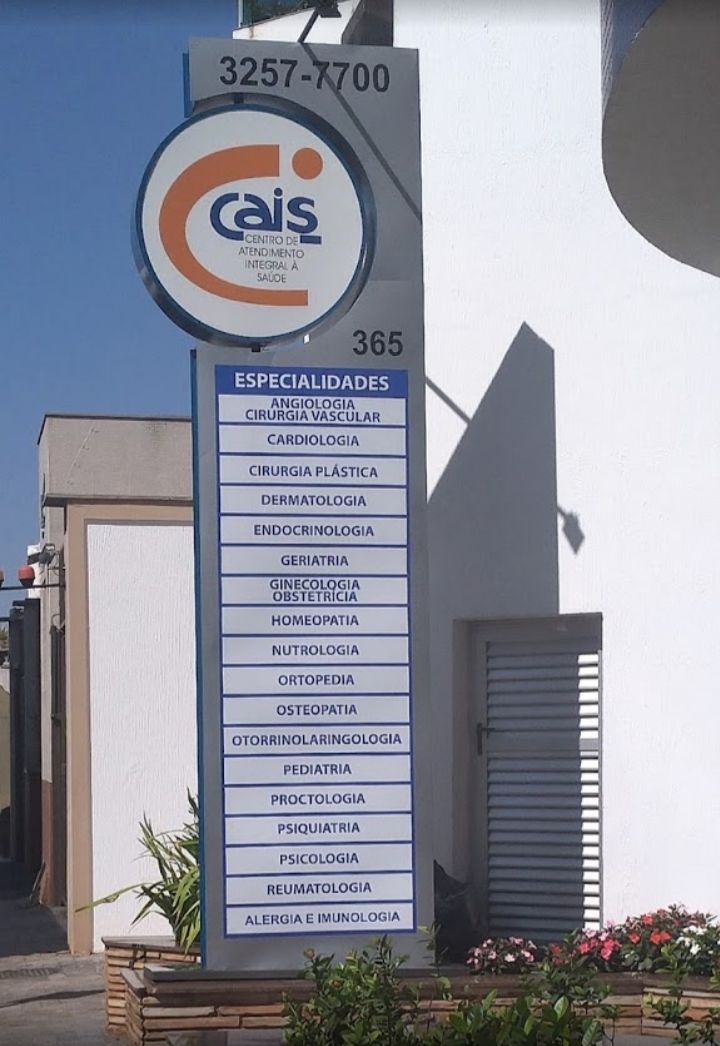 3257-7700
cais
CENTRO DE
ATENDIMENTO
INTEGRAL À
SAÚDE
365
ESPECIALIDADES
ANGIOLOGIA
CIRURGIA VASCULAR
CARDIOLOGIA
CIRURGIA PLÁSTICA
DERMATOLOGIA
ENDOCRINOLOGIA
GERIATRIA
GINECOLOGIA
OBSTETRÍCIA
HOMEOPATIA
NUTROLOGIA
ORTOPEDIA
OSTEOPATIA
OTORRINOLARINGOLOGIA
PEDIATRIA
PROCTOLOGIA
PSIQUIATRIA
PSICOLOGIA
REUMATOLOGIA
ALERGIA E IMUNOLOGIA